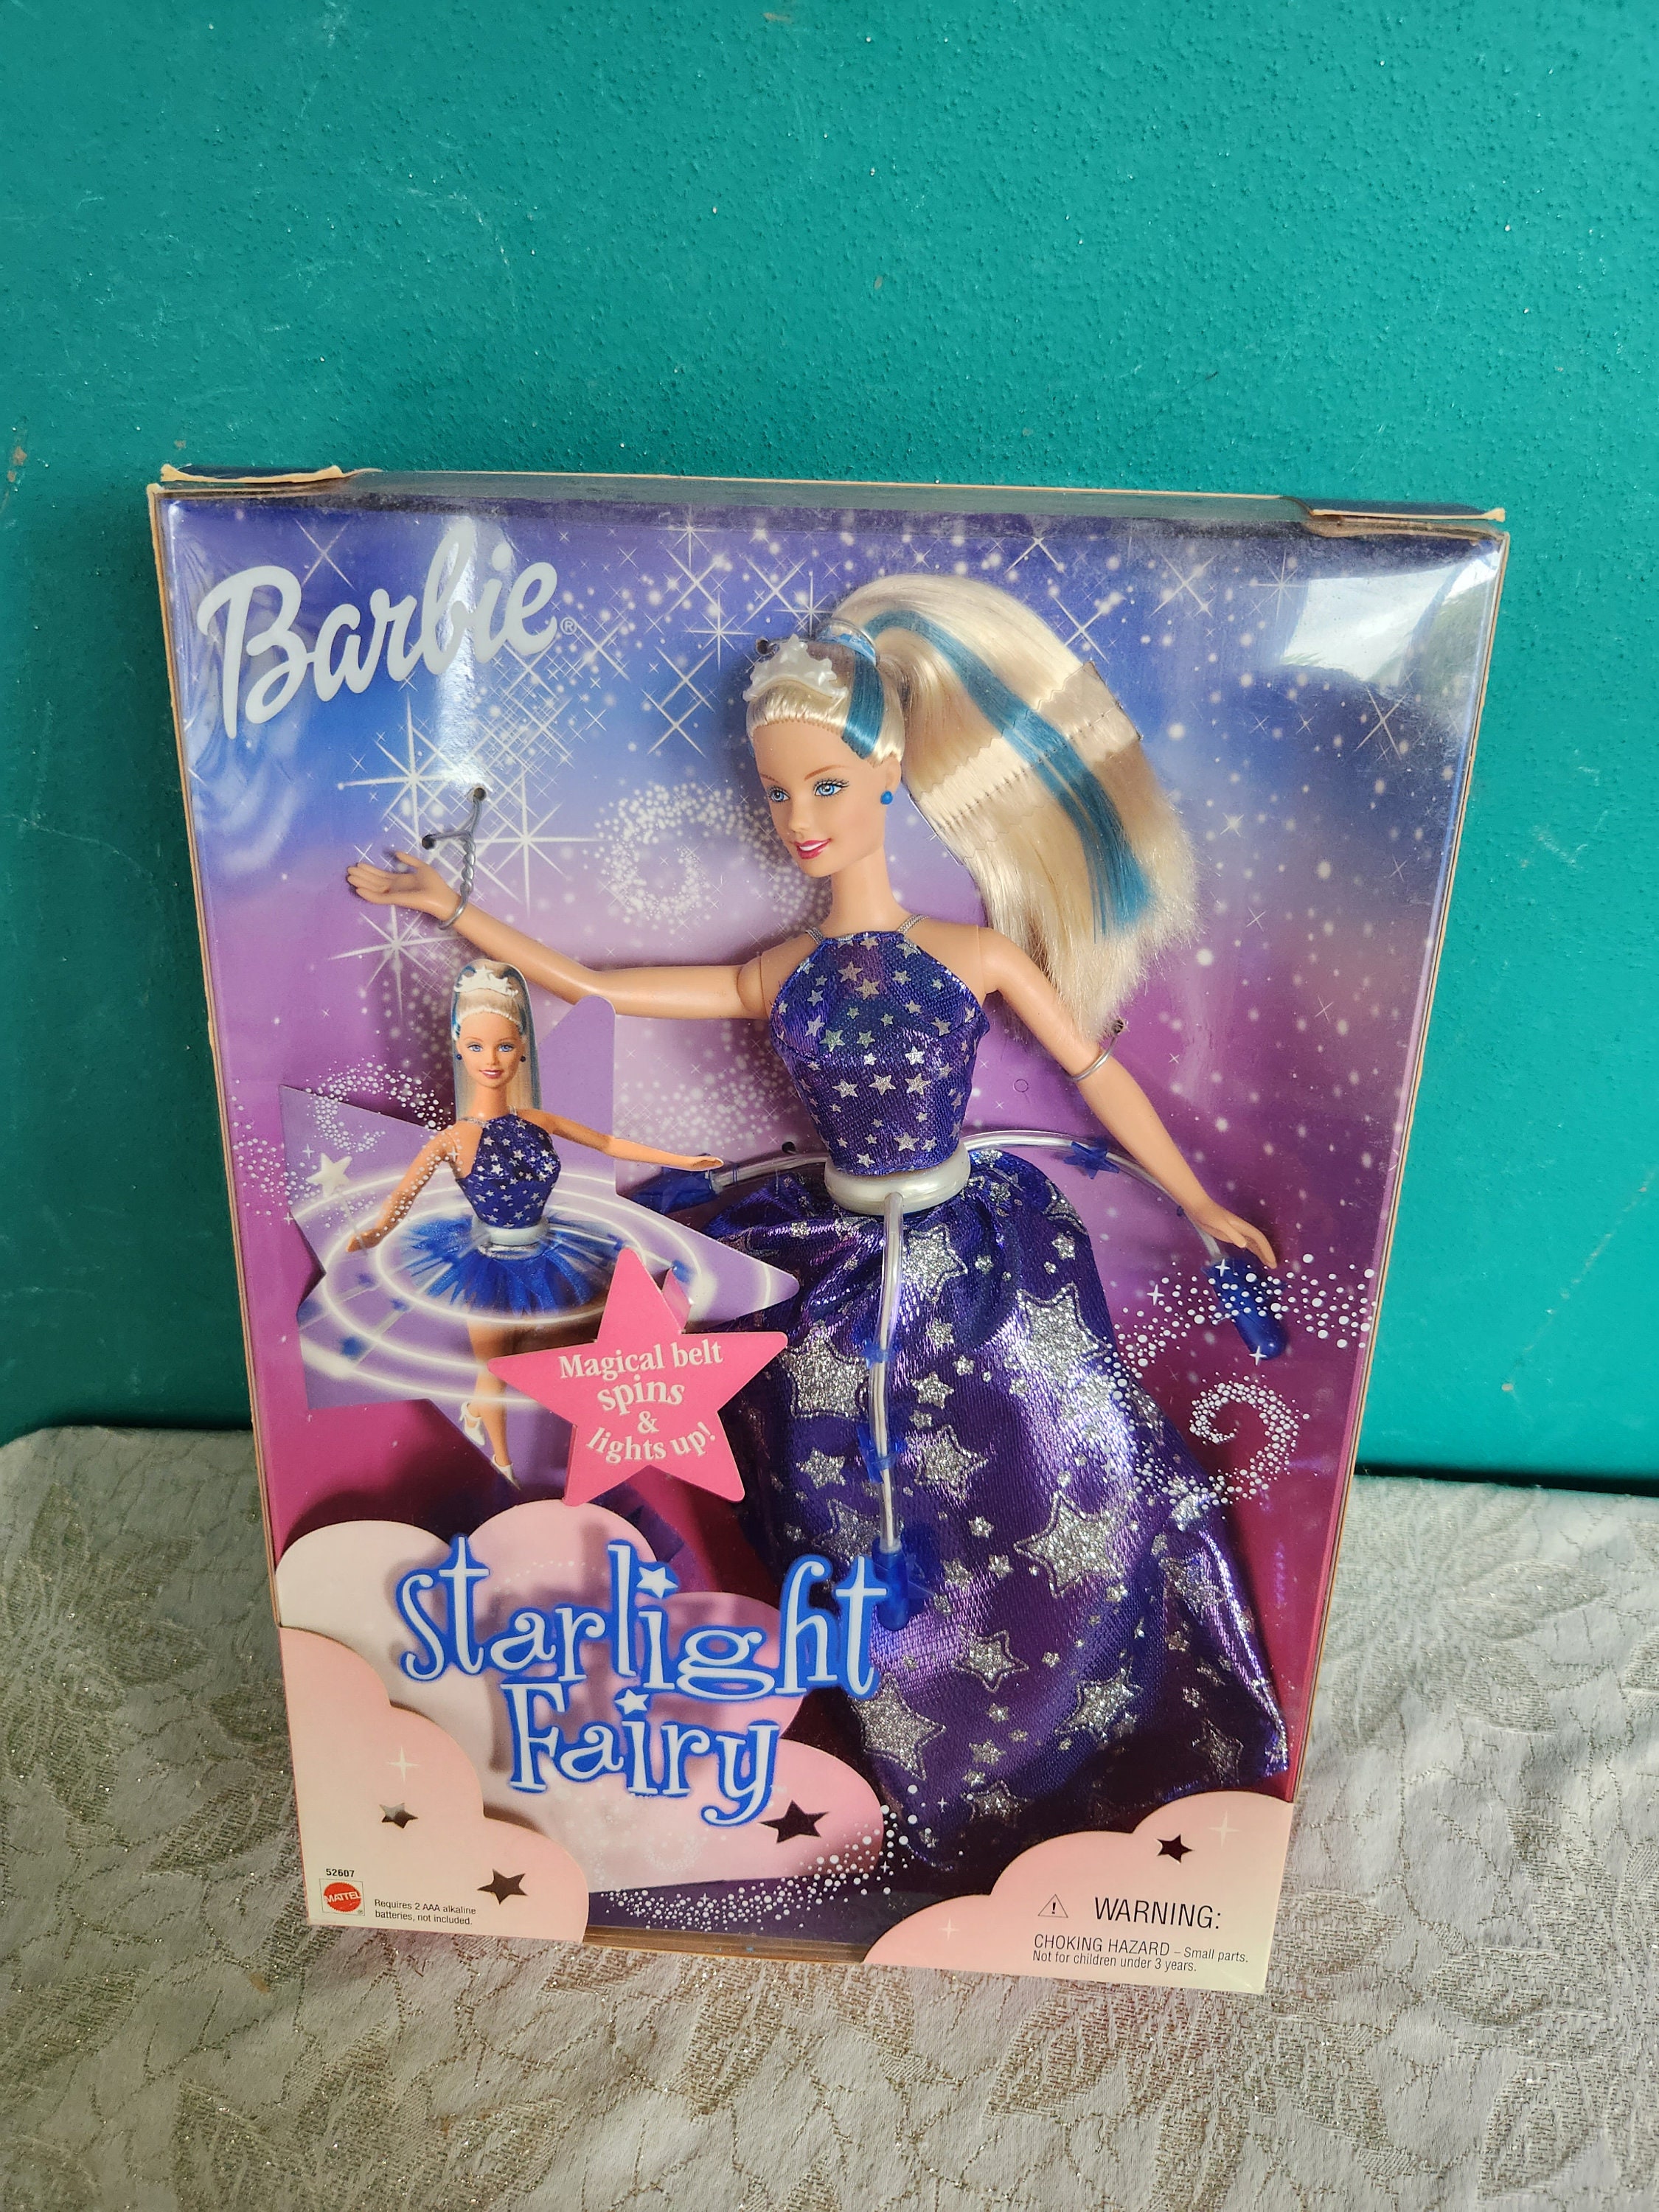 Barbie®
Magical belt
spins
&
lights up!
Starlight
Fairy
52607
MATTEL
Requires 2 AAA alkaline
batteries, not included.
WARNING:
CHOKING HAZARD – Small parts.
Not for children under 3 years.